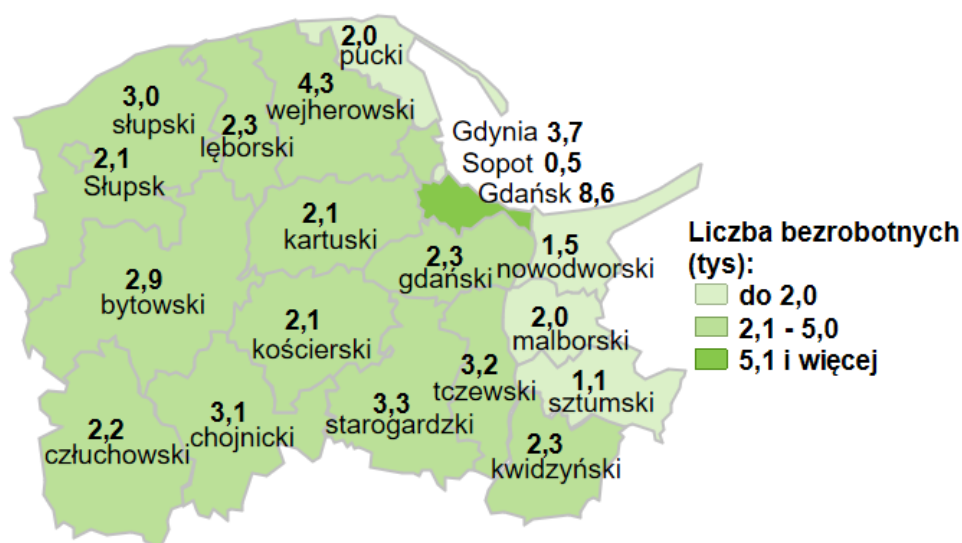 2,0
pucki
4,3
wejherowski
3,0
słupski
2,3
lęborski
2,1
Słupsk
Gdynia 3,7
Sopot 0,5
Gdańsk 8,6
2,1
kartuski
2,3
gdański
1,5
nowodworski
2,9
bytowski
2,1
kościerski
2,0
malborski
3,2
tczewski
1,1
sztumski
2,2
człuchowski
3,1
chojnicki
3,3
starogardzki
2,3
kwidzyński
Liczba bezrobotnych
(tys):
do 2,0
2,1 - 5,0
5,1 i więcej